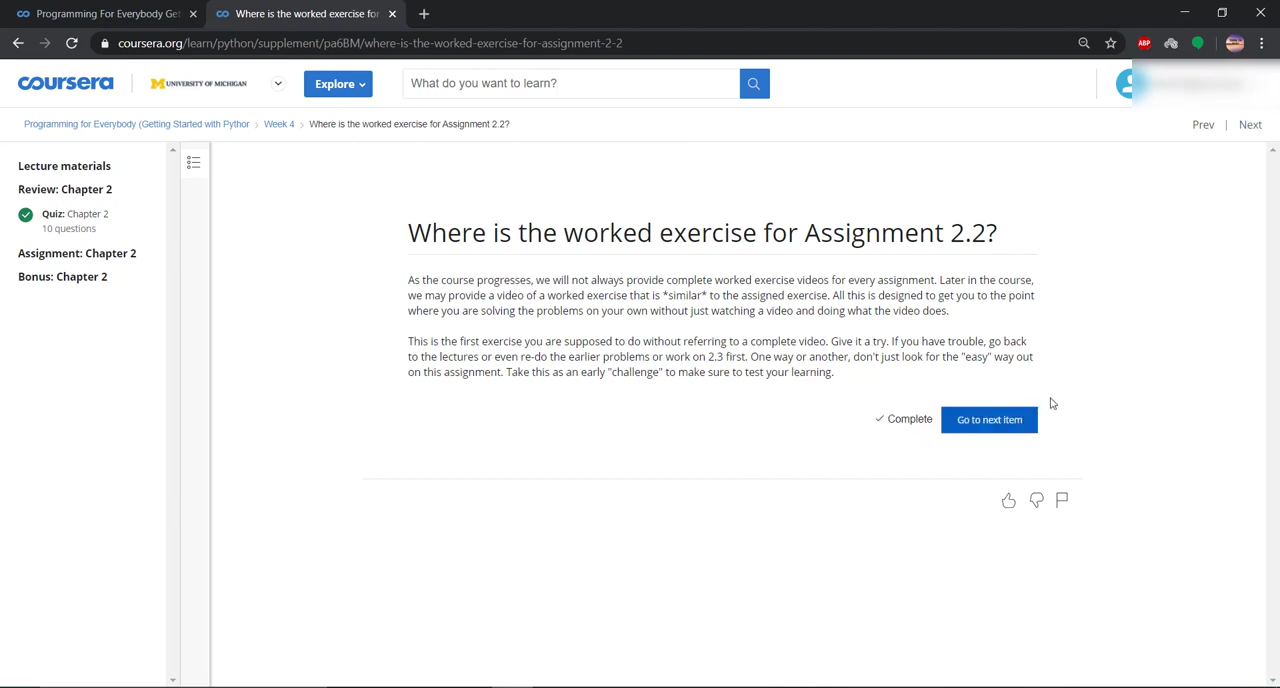 Programming For Everybody Get
Where is the worked exercise for
coursera.org/learn/python/supplement/pa6BM/where-is-the-worked-exercise-for-assignment-2-2
ABP
coursera
M UNIVERSITY OF MICHIGAN
Explore
What do you want to learn?
Programming for Everybody (Getting Started with Python > Week 4 > Where is the worked exercise for Assignment 2.2?
Prev | Next
Lecture materials
Review: Chapter 2
Quiz: Chapter 2
10 questions
Assignment: Chapter 2
Bonus: Chapter 2
Where is the worked exercise for Assignment 2.2?
As the course progresses, we will not always provide complete worked exercise videos for every assignment. Later in the course,
we may provide a video of a worked exercise that is *similar* to the assigned exercise. All this is designed to get you to the point
where you are solving the problems on your own without just watching a video and doing what the video does.
This is the first exercise you are supposed to do without referring to a complete video. Give it a try. If you have trouble, go back
to the lectures or even re-do the earlier problems or work on 2.3 first. One way or another, don't just look for the "easy" way out
on this assignment. Take this as an early "challenge" to make sure to test your learning.
Complete
Go to next item